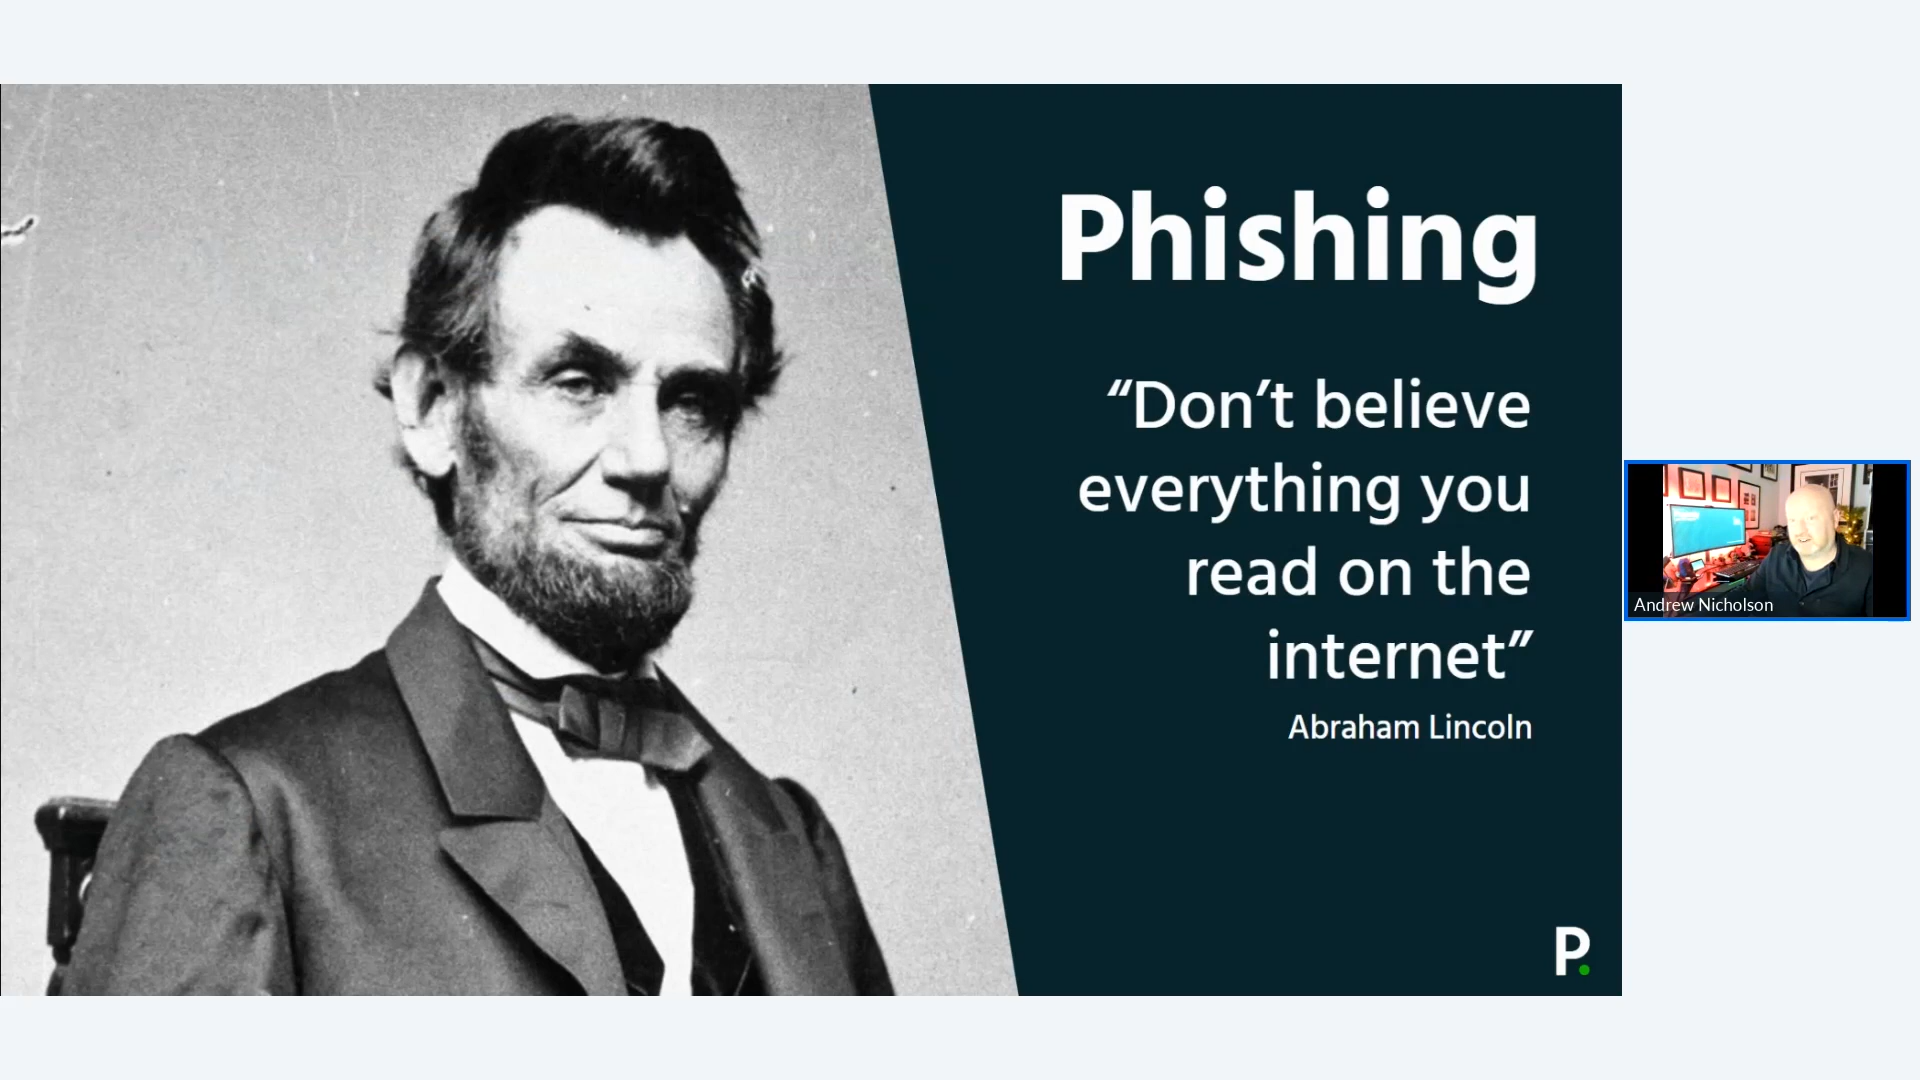 Phishing
“Don’t believe
everything you
read on the
internet”
Abraham Lincoln
P.
Andrew Nicholson